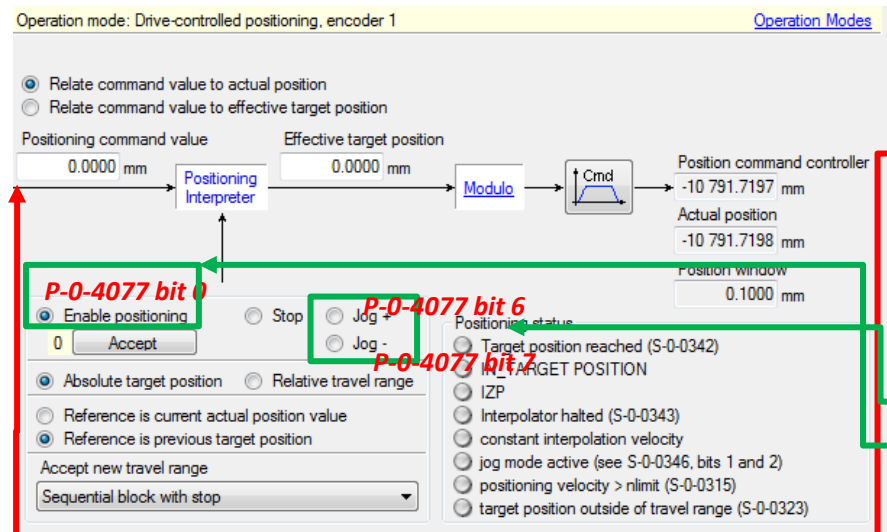 Operation mode: Drive-controlled positioning, encoder 1 Operation Modes
Relate command value to actual position
Relate command value to effective target position
Positioning command value Effective target position
0.0000 mm 0.0000 mm
Positioning Interpreter
Modulo
Cmd
Position command controller
-10 791.7197 mm
Actual position
-10 791.7198 mm
Position window
0.1000 mm
P-0-4077 bit 0
Enable positioning Stop Jog +
P-0-4077 bit 6
0 Accept Jog -
P-0-4077 bit 7
Absolute target position Relative travel range
Reference is current actual position value
Reference is previous target position
Accept new travel range
Sequential block with stop
Positioning status
Target position reached (S-0-0342)
IN_TARGET POSITION
IZP
Interpolator halted (S-0-0343)
constant interpolation velocity
jog mode active (see S-0-0346, bits 1 and 2)
positioning velocity > nlimit (S-0-0315)
target position outside of travel range (S-0-0323)